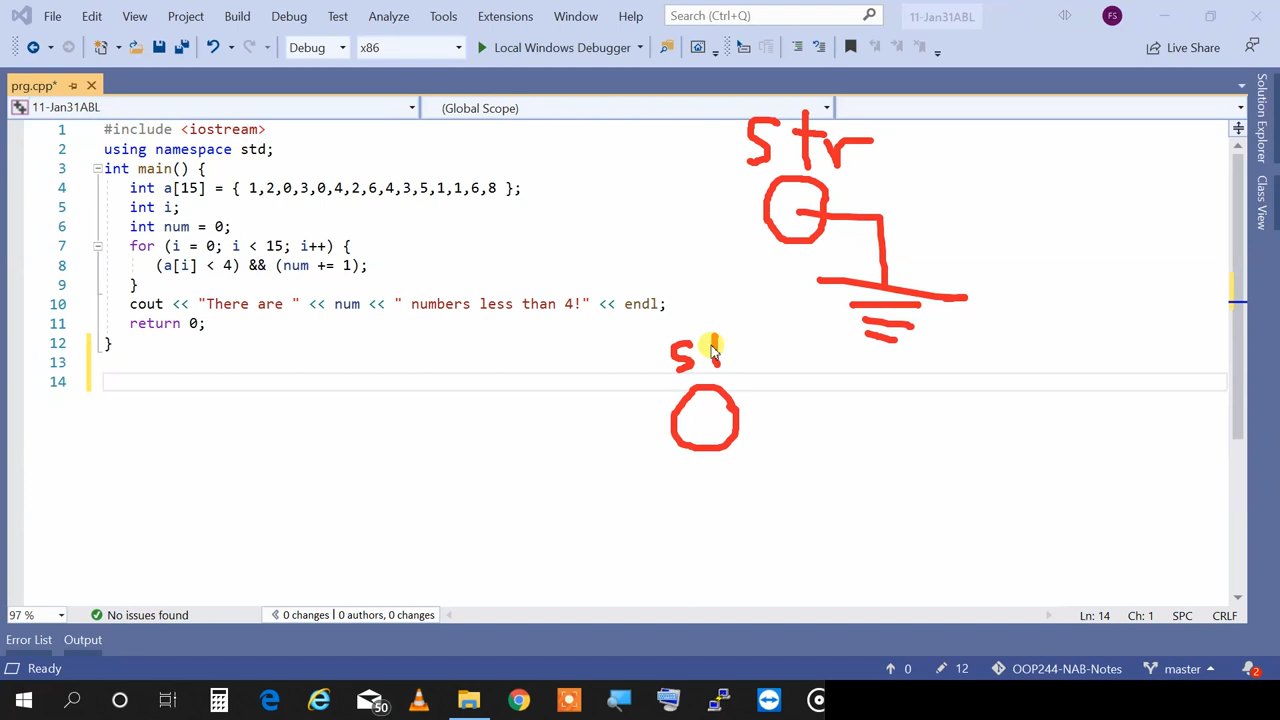 File Edit View Project Build Debug Test Analyzer Tools Extensions Window Help Search (Ctrl+Q) 11-Jan31ABL FS
Debug x86 Local Windows Debugger Live Share
prg.cpp*
11-Jan31ABL (Global Scope)
1 #include <iostream>
2 using namespace std;
3 int main() {
4 int a[15] = { 1,2,0,3,0,4,2,6,4,3,5,1,1,6,8 };
5 int i;
6 int num = 0;
7 for (i = 0; i < 15; i++) {
8 (a[i] < 4) && (num += 1);
9 }
10 cout << "There are " << num << " numbers less than 4!" << endl;
11 return 0;
12 }
13
14
Str
Solution Explorer
Class View
97 % No issues found 0 changes | 0 authors, 0 changes Ln: 14 Ch: 1 SPC CRLF
Error List Output
Ready 0 12 OOP244-NAB-Notes master 2
50